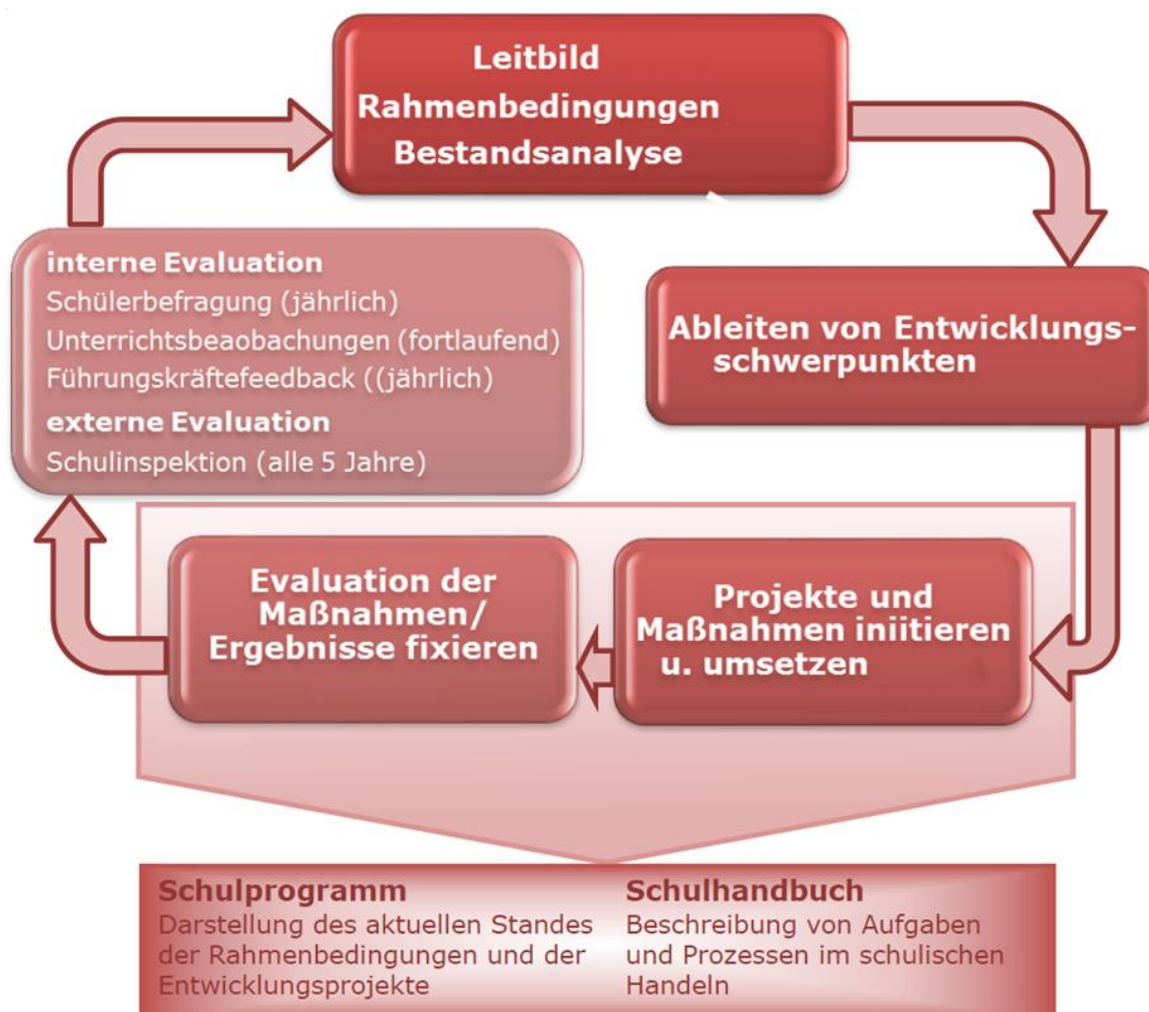 Leitbild
Rahmenbedingungen
Bestandsanalyse
Ableiten von Entwicklungs-
schwerpunkten
Projekte und
Maßnahmen iniitieren
u. umsetzen
Evaluation der
Maßnahmen/
Ergebnisse fixieren
interne Evaluation
Schülerbefragung (jährlich)
Unterrichtsbeaobachungen (fortlaufend)
Führungskräftefeedback ((jährlich)
externe Evaluation
Schulinspektion (alle 5 Jahre)
Schulprogramm
Darstellung des aktuellen Standes
der Rahmenbedingungen und der
Entwicklungsprojekte
Schulhandbuch
Beschreibung von Aufgaben
und Prozessen im schulischen
Handeln